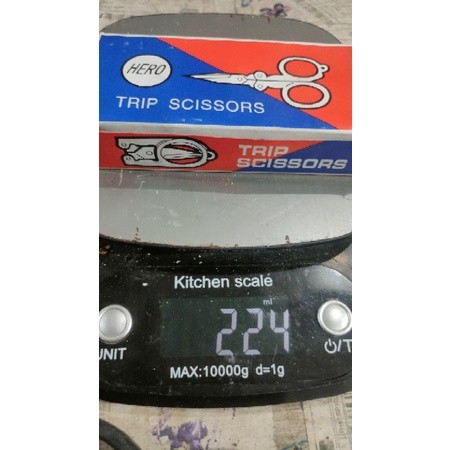 HERO
TRIP SCISSORS
TRIP
SCISSORS
Kitchen scale
ml
224
UNIT
MAX:10000g d=1g
⏻/T